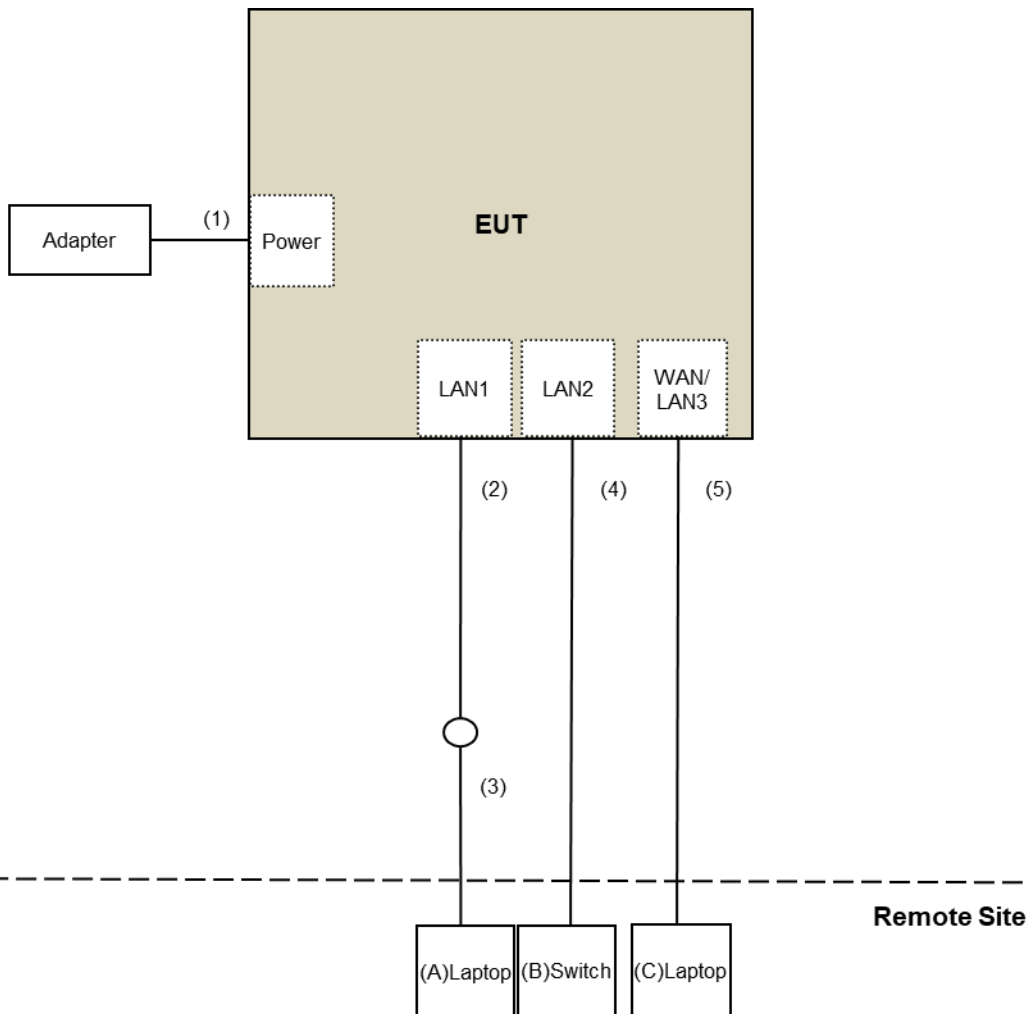 EUT
(1)
Adapter
Power
LAN1
LAN2
WAN/
LAN3
(2)
(4)
(5)
(3)
Remote Site
(A)Laptop
(B)Switch
(C)Laptop